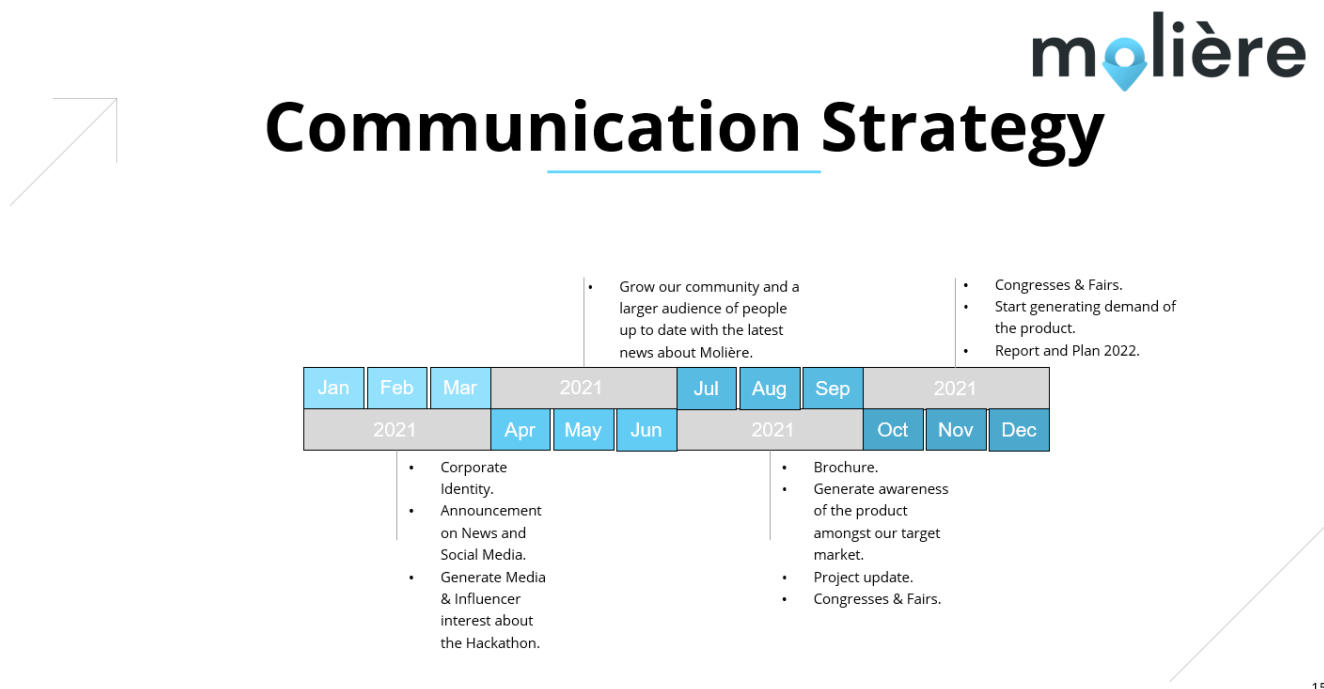 molière
Communication Strategy
• Grow our community and a
larger audience of people
up to date with the latest
news about Molière.
• Congresses & Fairs.
• Start generating demand of
the product.
• Report and Plan 2022.
Jan Feb Mar 2021 Jul Aug Sep 2021
2021 Apr May Jun 2021 Oct Nov Dec
• Corporate
Identity.
• Announcement
on News and
Social Media.
• Generate Media
& Influencer
interest about
the Hackathon.
• Brochure.
• Generate awareness
of the product
amongst our target
market.
• Project update.
• Congresses & Fairs.
15